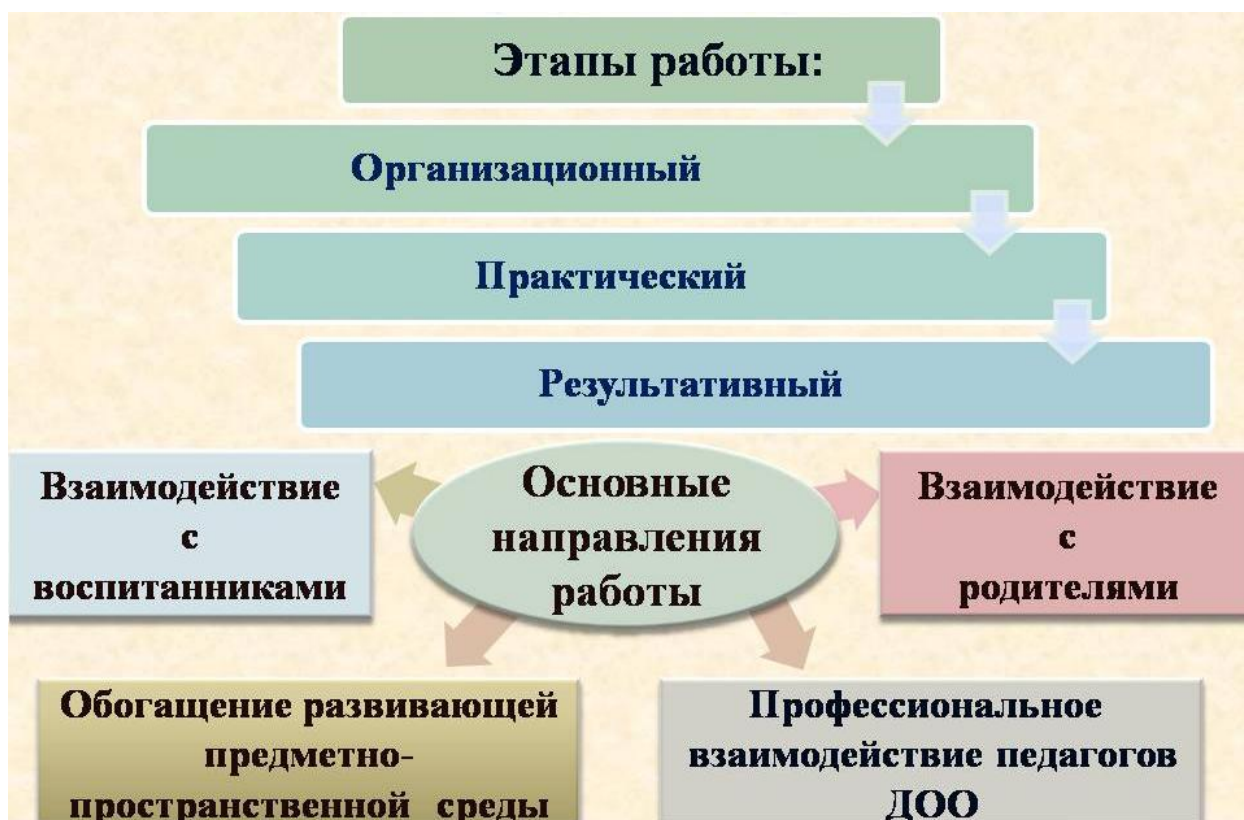 Этапы работы:
Организационный
Практический
Результативный
Взаимодействие
с
воспитанниками
Основные
направления
работы
Взаимодействие
с
родителями
Обогащение развивающей
предметно-
пространственной среды
Профессиональное
взаимодействие педагогов
ДОО